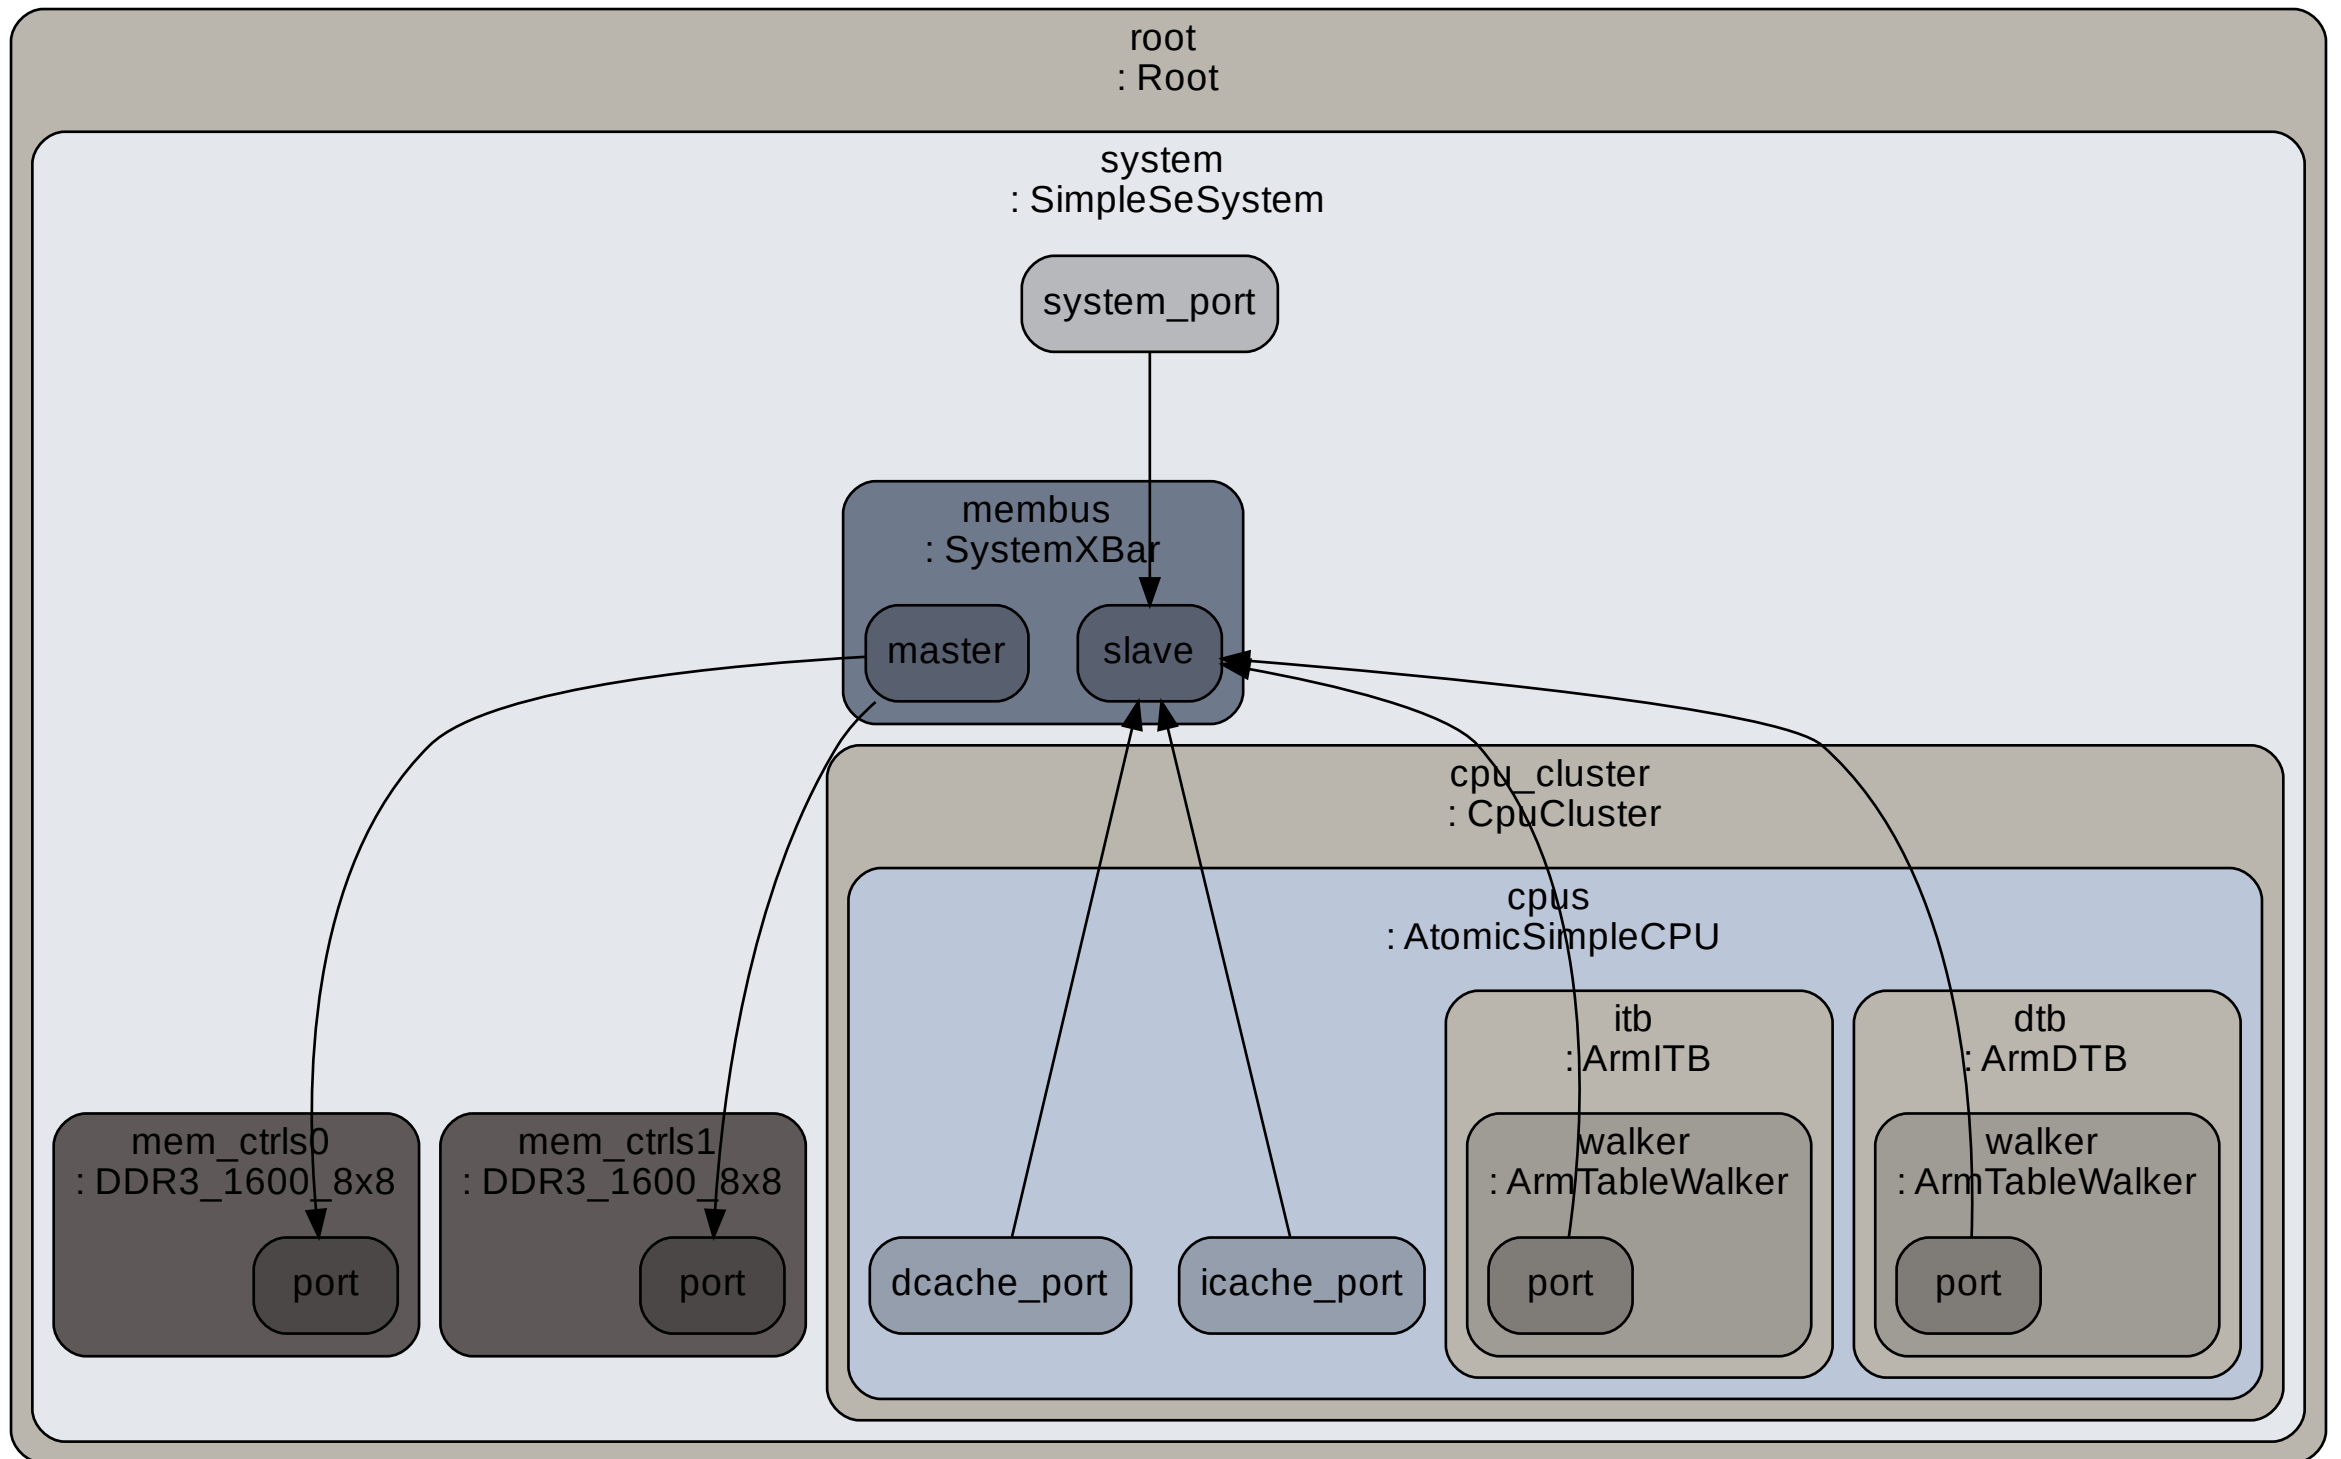 root
: Root
system
: SimpleSeSystem
system_port
membus
: SystemXBar
master
slave
cpu_cluster
: CpuCluster
cpus
: AtomicSimpleCPU
itb
: ArmITB
dtb
: ArmDTB
mem_ctrls0
: DDR3_1600_8x8
mem_ctrls1
: DDR3_1600_8x8
walker
: ArmTableWalker
walker
: ArmTableWalker
port
port
dcache_port
icache_port
port
port